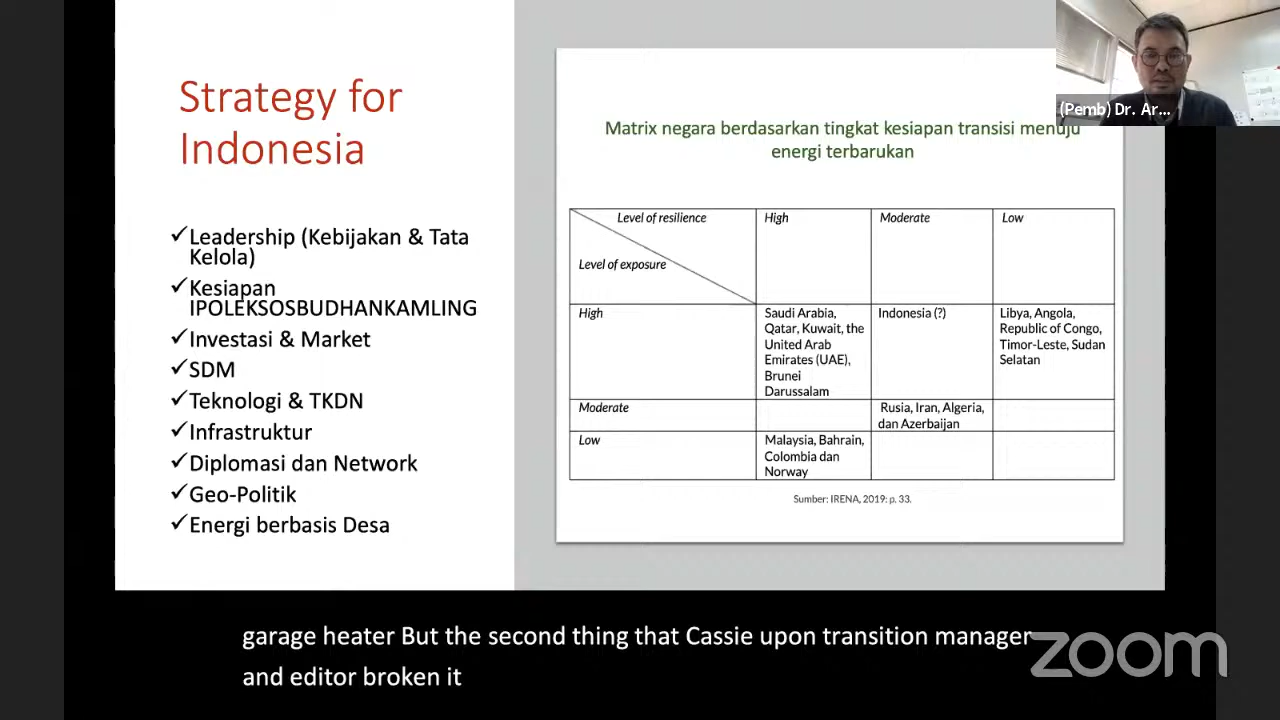 Strategy for
Indonesia
✓Leadership (Kebijakan & Tata
Kelola)
✓Kesiapan
IPOLEKSOSBUDHANKAMLING
✓Investasi & Market
✓SDM
✓Teknologi & TKDN
✓Infrastruktur
✓Diplomasi dan Network
✓Geo-Politik
✓Energi berbasis Desa
Matrix negara berdasarkan tingkat kesiapan transisi menuju
energi terbarukan
Level of resilience
Level of exposure
High
Moderate
Low
High
Saudi Arabia,
Qatar, Kuwait, the
United Arab
Emirates (UAE),
Brunei
Darussalam
Indonesia (?)
Libya, Angola,
Republic of Congo,
Timor-Leste, Sudan
Selatan
Moderate
Rusia, Iran, Algeria,
dan Azerbaijan
Low
Malaysia, Bahrain,
Colombia dan
Norway
Sumber: IRENA, 2019: p. 33.
(Pemb) Dr. Ar...
garage heater But the second thing that Cassie upon transition manager
and editor broken it
zoom